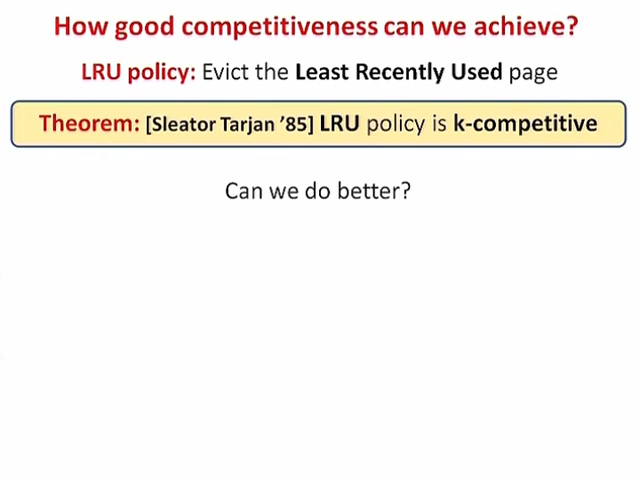 How good competitiveness can we achieve?
LRU policy: Evict the Least Recently Used page
Theorem: [Sleator Tarjan ’85] LRU policy is k-competitive
Can we do better?